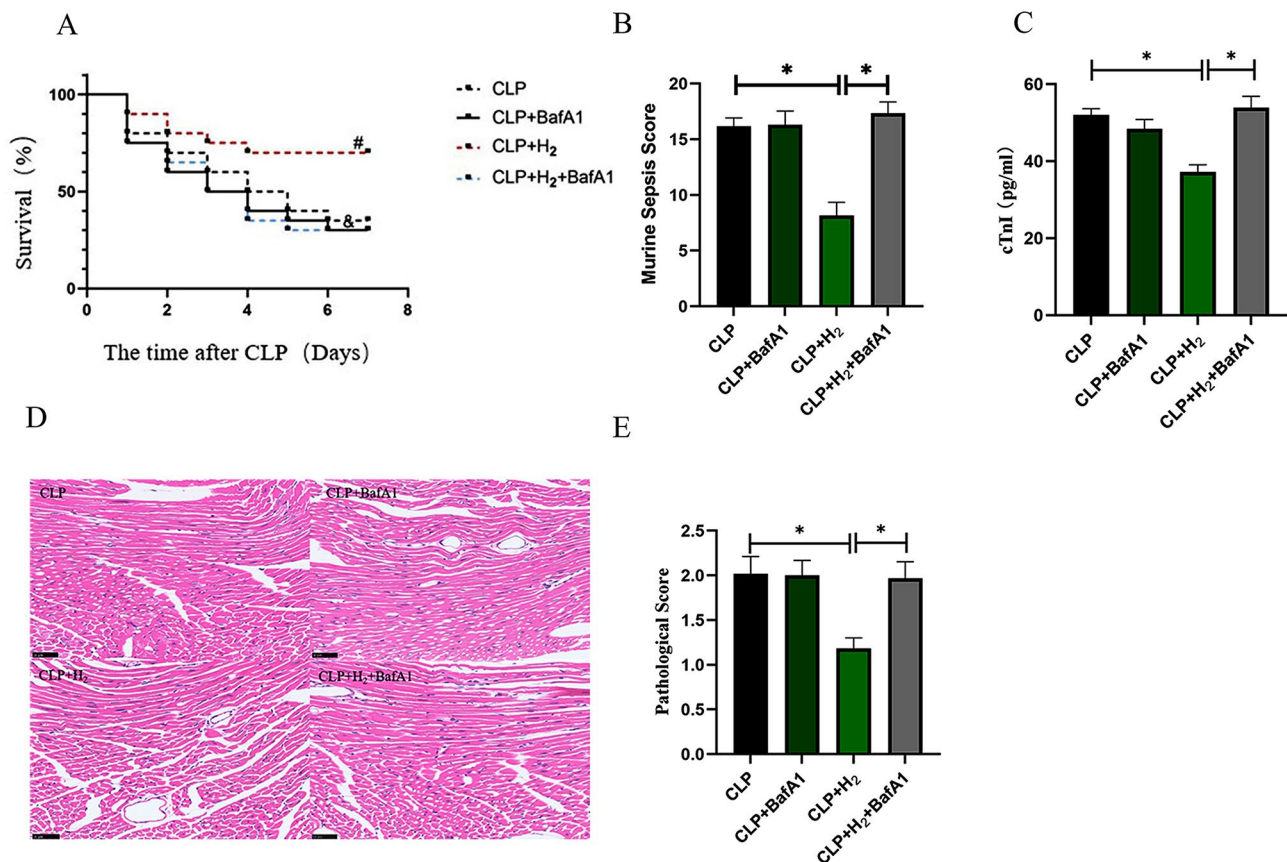 A
Survival (%)
100
50
0
0 2 4 6 8
The time after CLP (Days)
#
&
CLP
CLP+BafA1
CLP+H2
CLP+H2+BafA1
B
Murine Sepsis Score
20
15
10
5
0
* *
CLP
CLP+BafA1
CLP+H2
CLP+H2+BafA1
C
cTnI (pg/ml)
60
40
20
0
* *
CLP
CLP+BafA1
CLP+H2
CLP+H2+BafA1
D
CLP
CLP+BafA1
CLP+H2
CLP+H2+BafA1
E
Pathological Score
2.5
2.0
1.5
1.0
0.5
0.0
* *
CLP
CLP+BafA1
CLP+H2
CLP+H2+BafA1